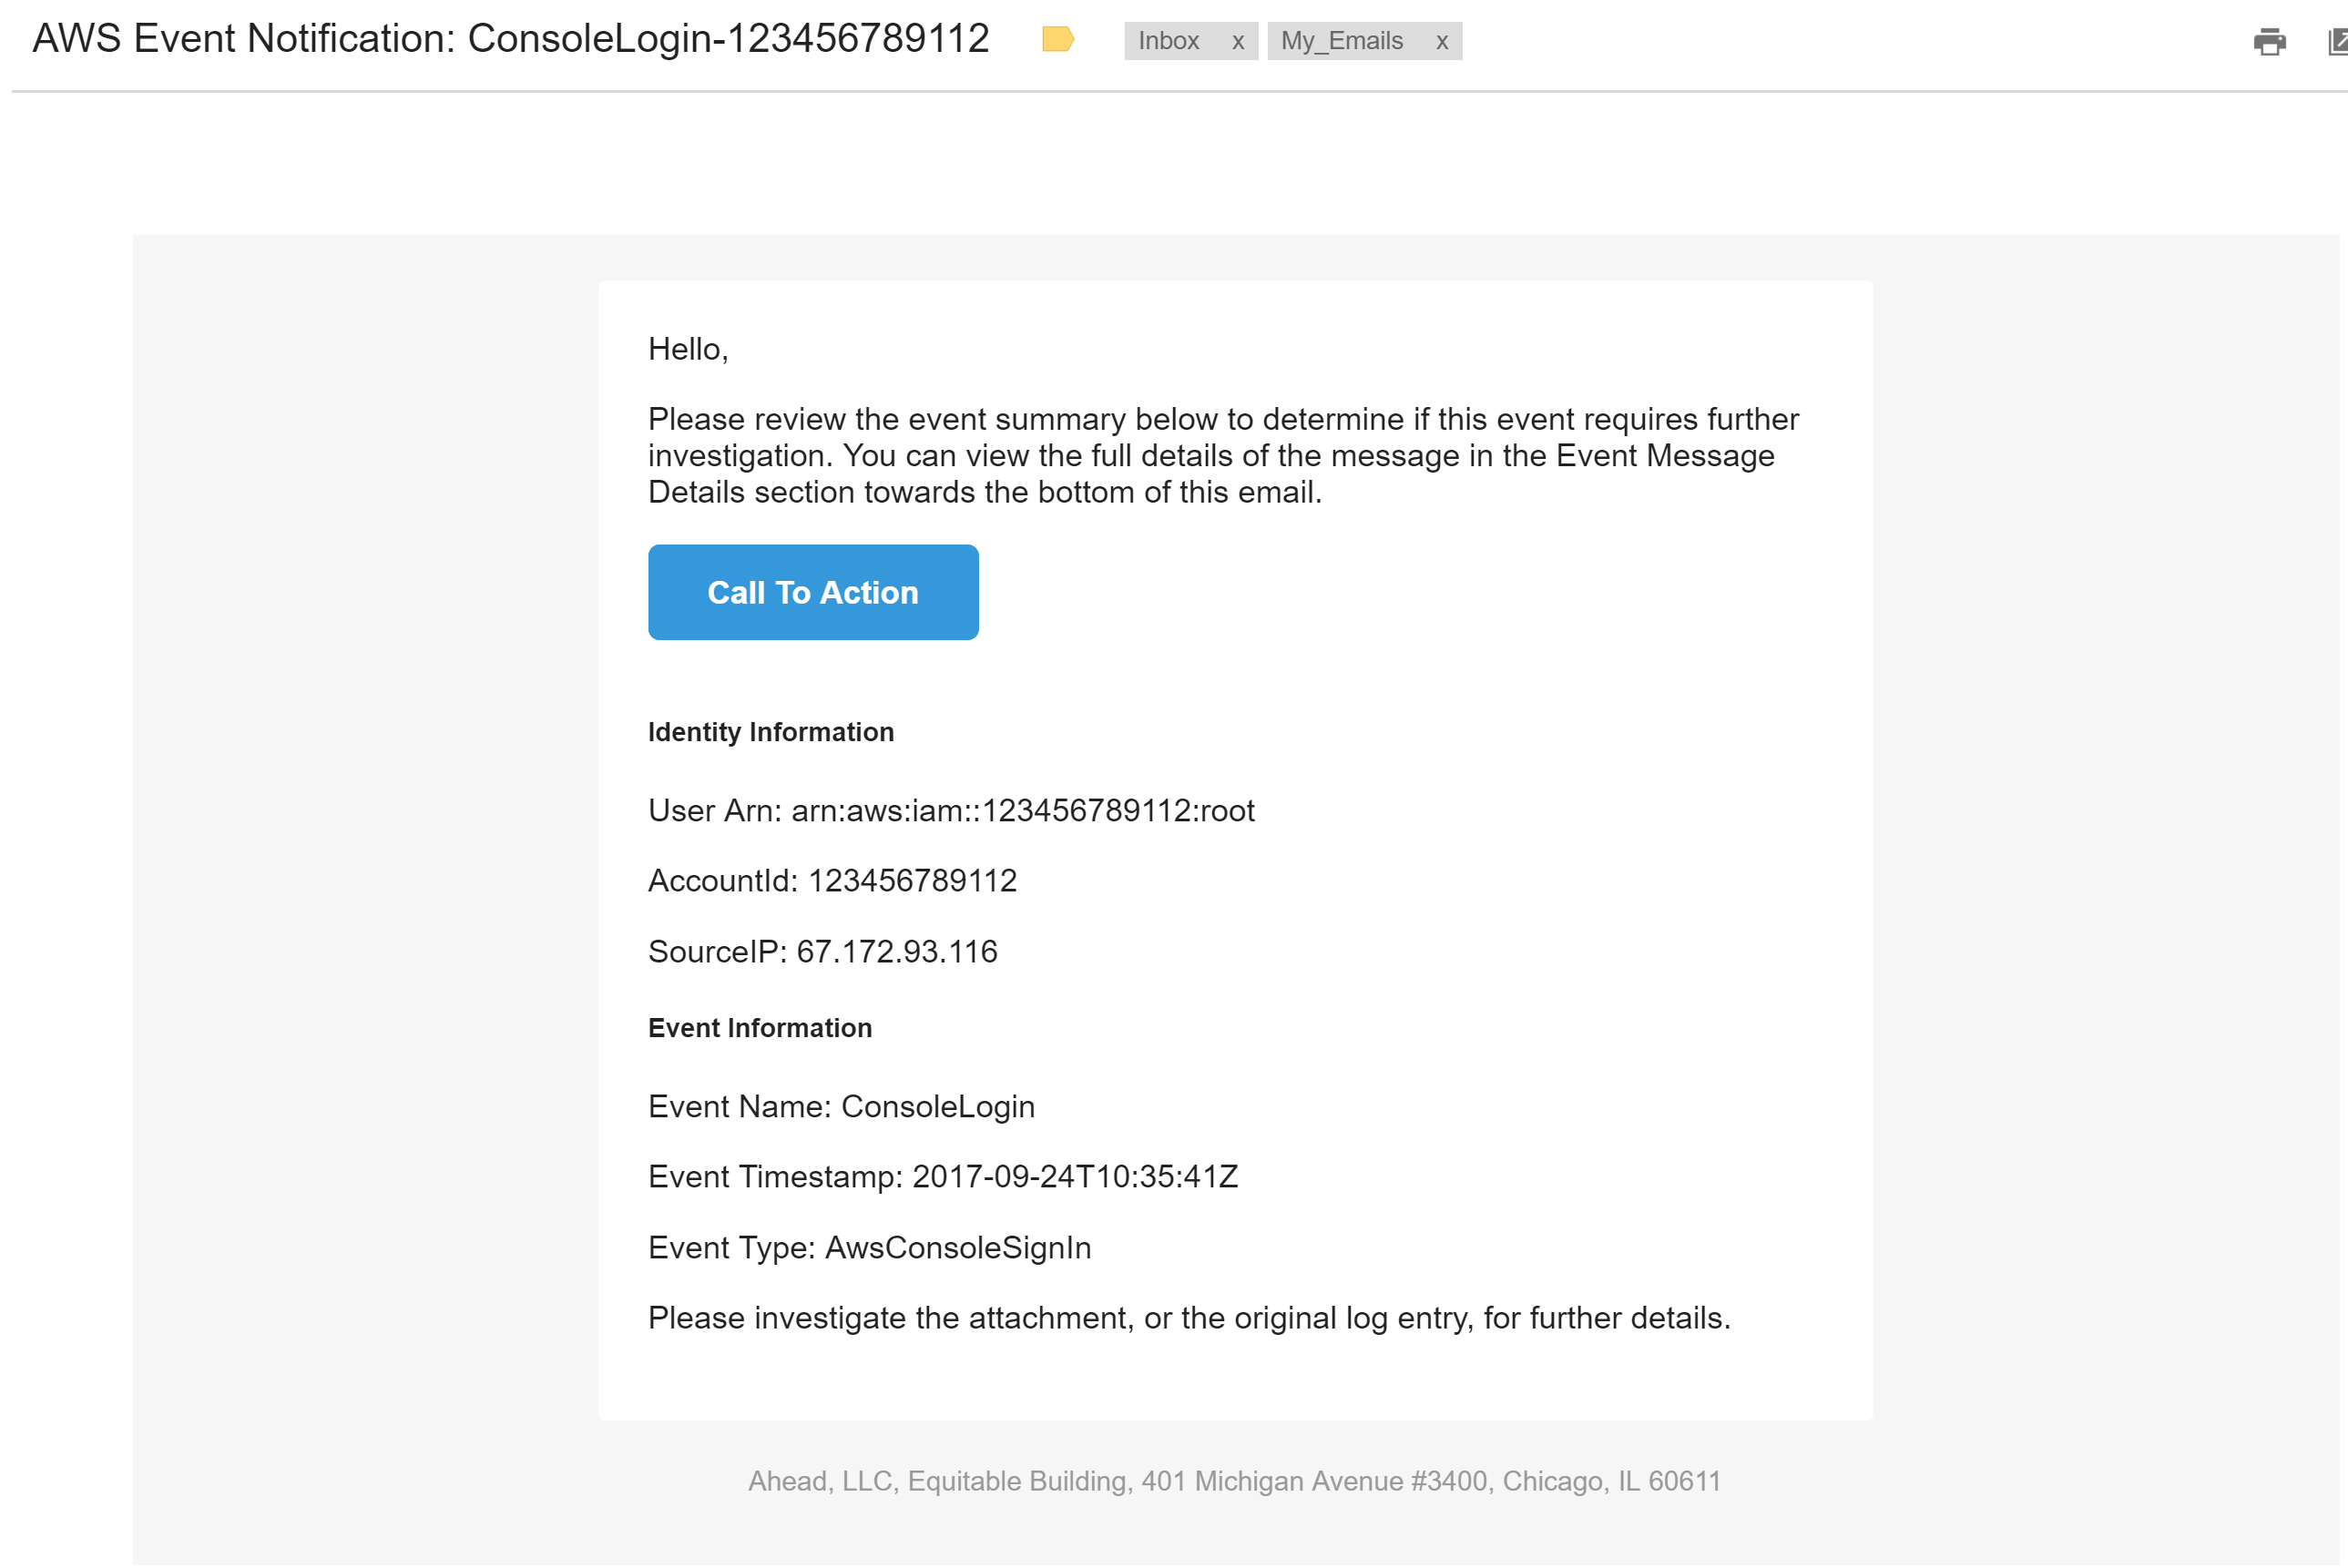 AWS Event Notification: ConsoleLogin-123456789112 Inbox x My_Emails x
Hello,
Please review the event summary below to determine if this event requires further
investigation. You can view the full details of the message in the Event Message
Details section towards the bottom of this email.
Call To Action
Identity Information
User Arn: arn:aws:iam::123456789112:root
AccountId: 123456789112
SourceIP: 67.172.93.116
Event Information
Event Name: ConsoleLogin
Event Timestamp: 2017-09-24T10:35:41Z
Event Type: AwsConsoleSignIn
Please investigate the attachment, or the original log entry, for further details.
Ahead, LLC, Equitable Building, 401 Michigan Avenue #3400, Chicago, IL 60611